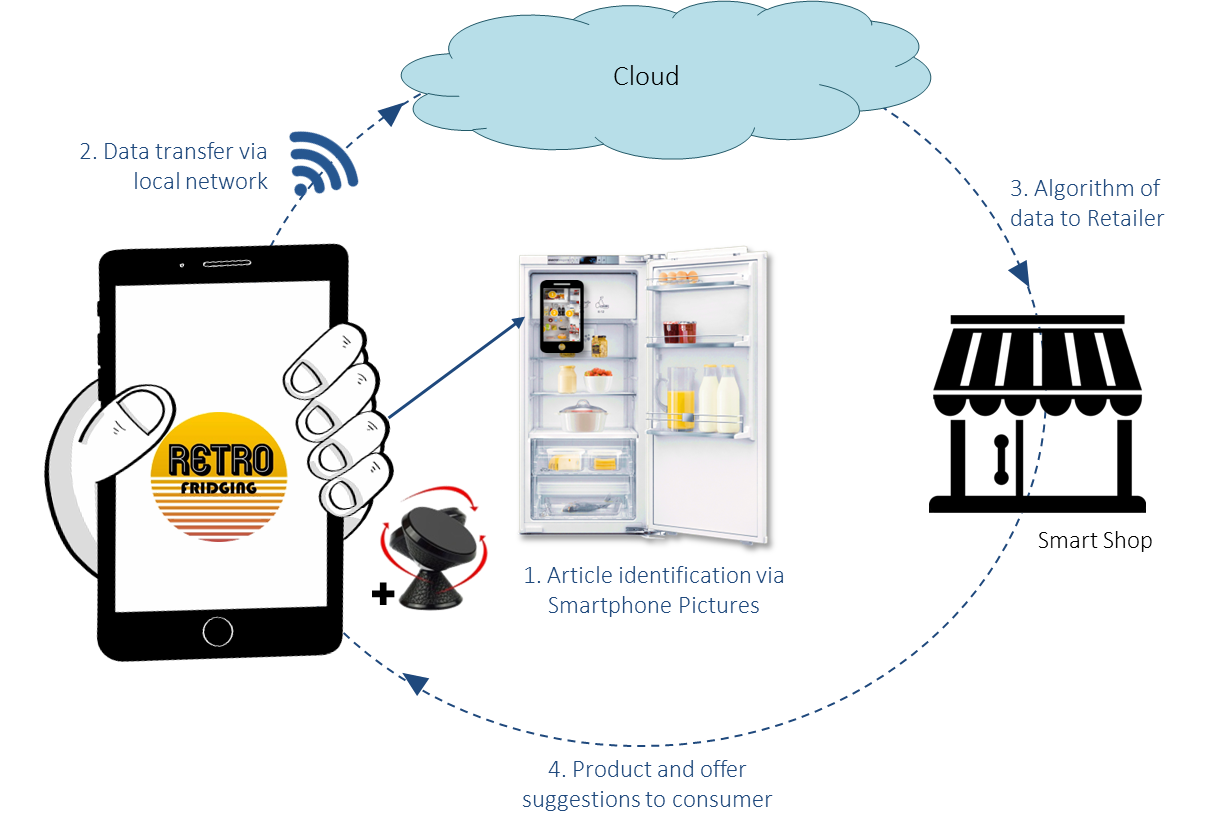 Cloud
2. Data transfer via
local network
3. Algorithm of
data to Retailer
RETRO
FRIDGING
+
Smart Shop
1. Article identification via
Smartphone Pictures
4. Product and offer
suggestions to consumer